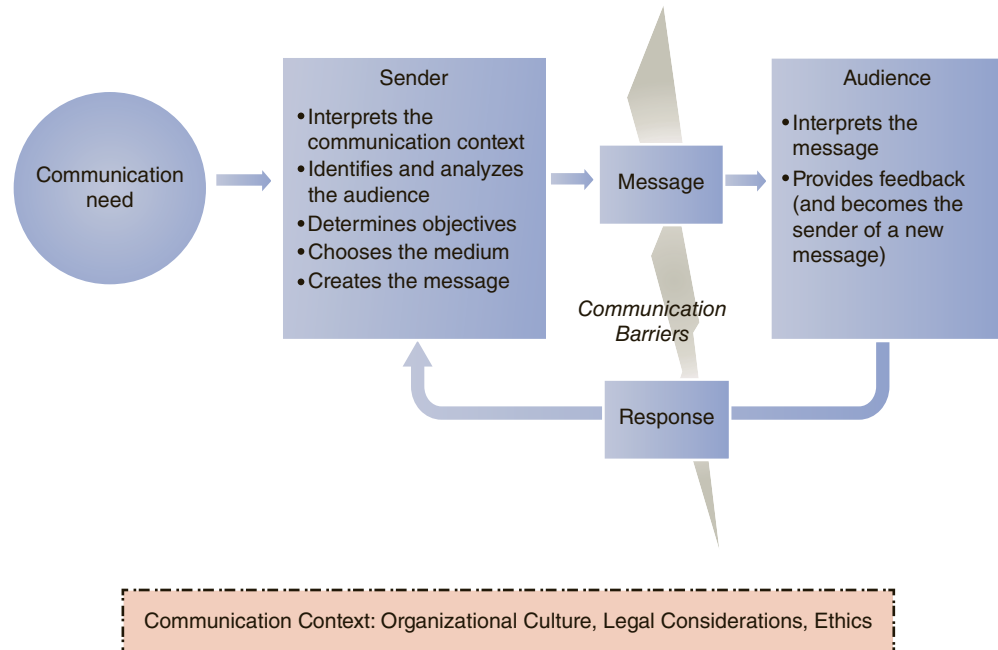 Communication
need
Sender
• Interprets the
communication context
• Identifies and analyzes
the audience
• Determines objectives
• Chooses the medium
• Creates the message
Message
Audience
• Interprets the
message
• Provides feedback
(and becomes the
sender of a new
message)
Communication
Barriers
Response
Communication Context: Organizational Culture, Legal Considerations, Ethics